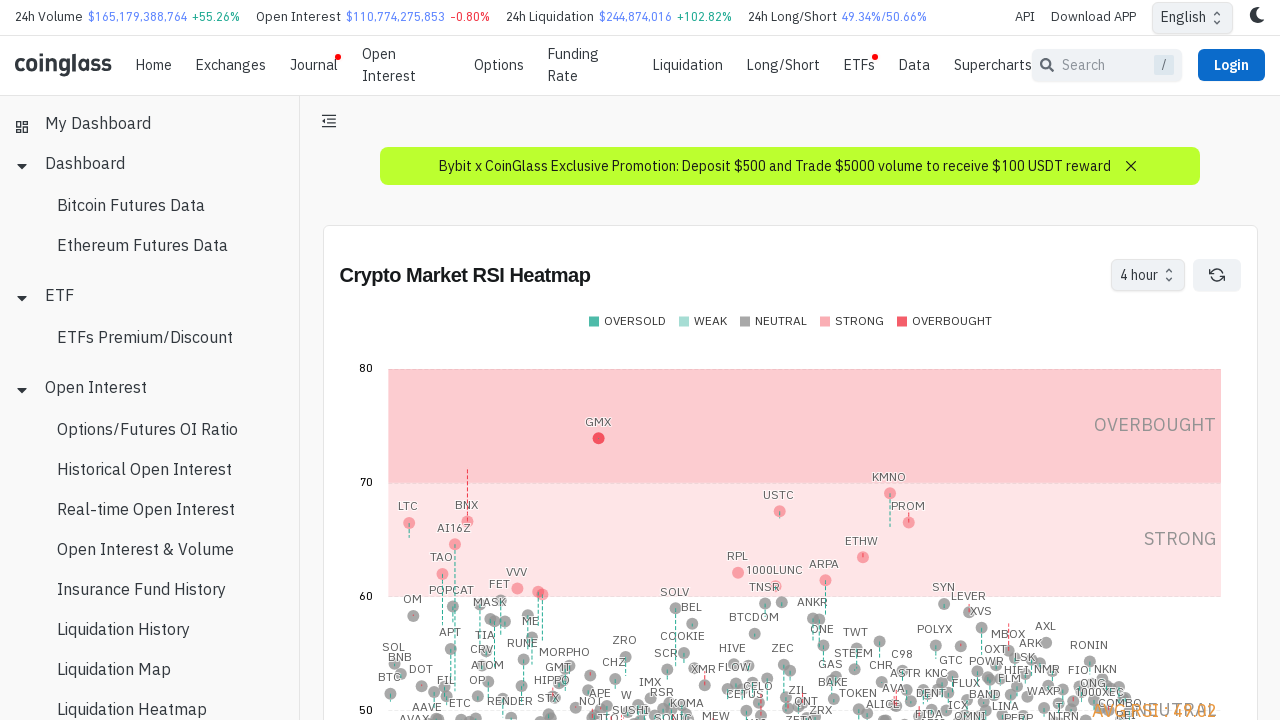 24h Volume $165,179,388,764 +55.26% Open Interest $110,774,275,853 -0.80% 24h Liquidation $244,874,016 +102.82% 24h Long/Short 49.34%/50.66% API Download APP English
coinglass Home Exchanges Journal Open Interest Options Funding Rate Liquidation Long/Short ETFs Data Supercharts Search / Login
My Dashboard
Dashboard
Bitcoin Futures Data
Ethereum Futures Data
ETF
ETFs Premium/Discount
Open Interest
Options/Futures OI Ratio
Historical Open Interest
Real-time Open Interest
Open Interest & Volume
Insurance Fund History
Liquidation History
Liquidation Map
Liquidation Heatmap
Bybit x CoinGlass Exclusive Promotion: Deposit $500 and Trade $5000 volume to receive $100 USDT reward
Crypto Market RSI Heatmap 4 hour
OVERSOLD WEAK NEUTRAL STRONG OVERBOUGHT
80
GMX OVERBOUGHT
70 KMNO
LTC BNX USTC PROM
AI16Z
TAO RPL ETHW STRONG
VVV 1000LUNC ARPA
60 POPCAT FET SOLV TNSR SYN
OM MASK BEL ANKR LEVER
ME BTCDOM XVS
APT TIA COOKIE ONE TWT POLYX MBOX AXL
SOL CRV RUNE ZRO HIVE ZEC OXT ARK RONIN
BNB MORPHO SCR STEEM C98 GTC LSK
BTC DOT ATOM GMT CHZ XMR FLOW GAS CHR POWR HIFI NMR FIO NKN
FIL OP HIPPO IMX CELO BAKE ASTR KNC FLUX FLM ONG
AAVE ETC RENDER STX APE W RSR CETUS ZIL TOKEN AVA DENT BAND WAXP 1000XEC
50 NOT SUSHI KOMA ALICE ICX LINA COMBO NEUTRAL
AVAX SONIC MEW ZRX FIDA OMNI PERP NTRN